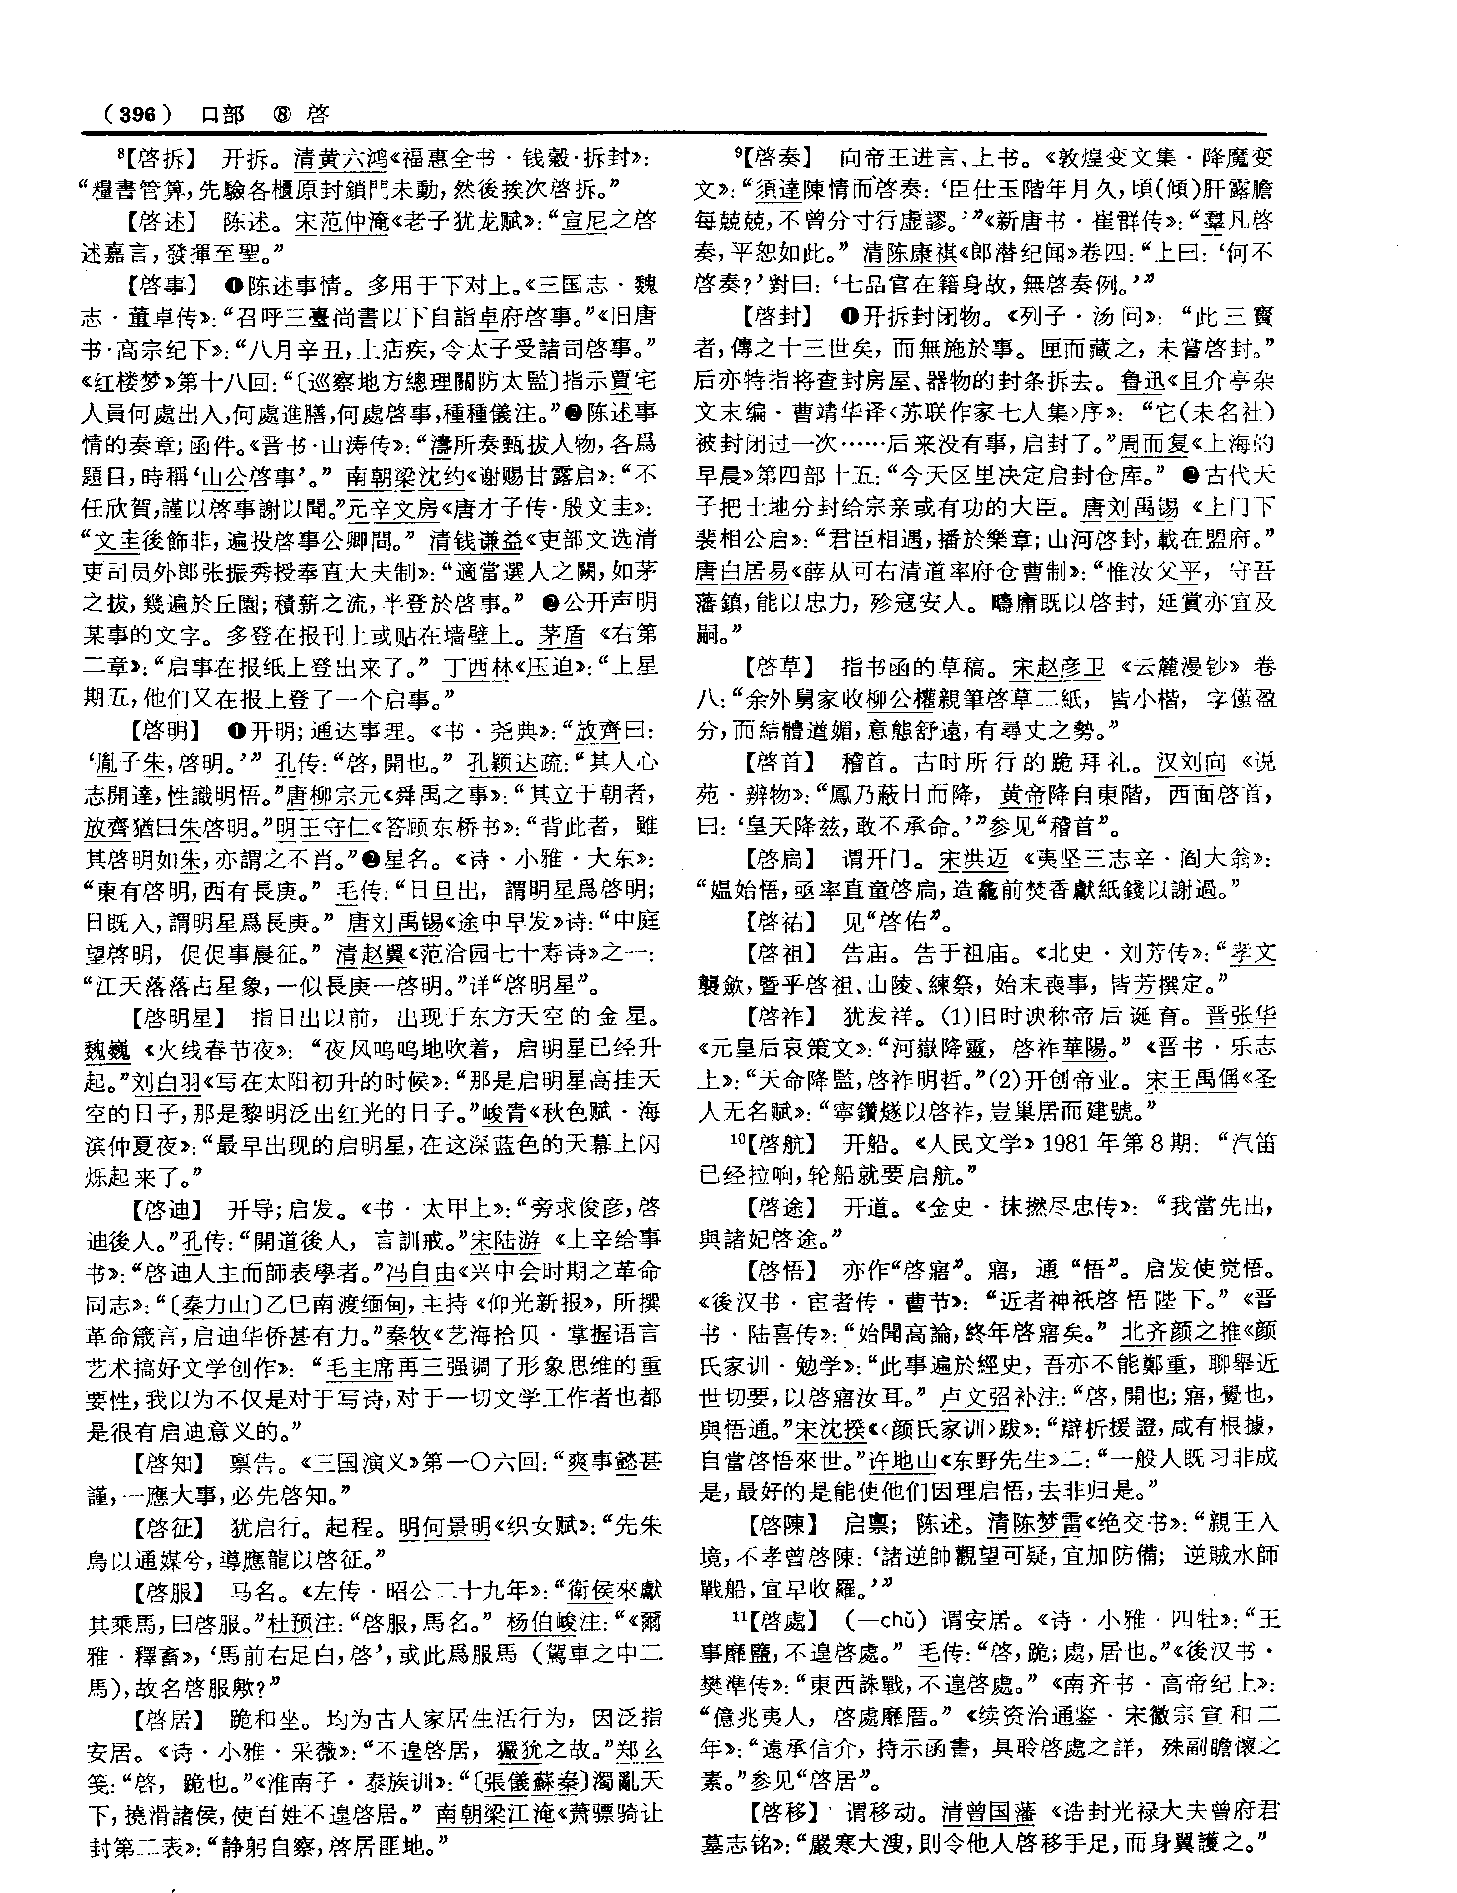 （396） 口部 ⑧ 啓
⁸【啓拆】 开拆。清黄六鸿《福惠全书·钱穀·拆封》：
“糧書管算，先驗各櫃原封鎖門未動，然後挨次啓拆。”
【啓述】 陈述。宋范仲淹《老子犹龙赋》：“宣尼之啓
述嘉言，發揮至聖。”
【啓事】 ❶陈述事情。多用于下对上。《三国志·魏
志·董卓传》：“召呼三臺尚書以下自詣卓府啓事。”《旧唐
书·高宗纪下》：“八月辛丑，上痁疾，令太子受諸司啓事。”
《红楼梦》第十八回：“〔巡察地方總理關防太監〕指示賈宅
人員何處出入，何處進膳，何處啓事，種種儀注。”❷陈述事
情的奏章；函件。《晋书·山涛传》：“濤所奏甄拔人物，各爲
題目，時稱‘山公啓事’。” 南朝梁沈约《谢赐甘露启》：“不
任欣賀，謹以啓事謝以聞。”元辛文房《唐才子传·殷文圭》：
“文圭後飾非，遍投啓事公卿間。” 清钱谦益《吏部文选清
吏司员外郎张振秀授奉直大夫制》：“適當選人之闕，如茅
之拔，幾遍於丘園；積薪之流，半登於啓事。” ❸公开声明
某事的文字。多登在报刊上或贴在墙壁上。茅盾《右第
二章》：“启事在报纸上登出来了。” 丁西林《压迫》：“上星
期五，他们又在报上登了一个启事。”
【啓明】 ❶开明；通达事理。《书·尧典》：“放齊曰：
‘胤子朱，啓明。’” 孔传：“啓，開也。” 孔颖达疏：“其人心
志開達，性識明悟。”唐柳宗元《舜禹之事》：“其立于朝者，
放齊猶曰朱啓明。”明王守仁《答顾东桥书》：“背此者，雖
其啓明如朱，亦謂之不肖。”❷星名。《诗·小雅·大东》：
“東有啓明，西有長庚。” 毛传：“日旦出，謂明星爲啓明；
日既入，謂明星爲長庚。” 唐刘禹锡《途中早发》诗：“中庭
望啓明，促促事晨征。” 清赵翼《范洽园七十寿诗》之一：
“江天落落占星象，一似長庚一啓明。”详“啓明星”。
【啓明星】 指日出以前，出现于东方天空的金星。
魏巍《火线春节夜》：“夜风呜呜地吹着，启明星已经升
起。”刘白羽《写在太阳初升的时候》：“那是启明星高挂天
空的日子，那是黎明泛出红光的日子。”峻青《秋色赋·海
滨仲夏夜》：“最早出现的启明星，在这深蓝色的天幕上闪
烁起来了。”
【啓迪】 开导；启发。《书·太甲上》：“旁求俊彦，啓
迪後人。”孔传：“開道後人，言訓戒。”宋陆游《上辛给事
书》：“啓迪人主而師表學者。”冯自由《兴中会时期之革命
同志》：“〔秦力山〕乙巳南渡缅甸，主持《仰光新报》，所撰
革命箴言，启迪华侨甚有力。”秦牧《艺海拾贝·掌握语言
艺术搞好文学创作》：“毛主席再三强调了形象思维的重
要性，我以为不仅是对于写诗，对于一切文学工作者也都
是很有启迪意义的。”
【啓知】 禀告。《三国演义》第一〇六回：“爽事懿甚
謹，一應大事，必先啓知。”
【啓征】 犹启行。起程。明何景明《织女赋》：“先朱
鳥以通媒兮，導應龍以啓征。”
【啓服】 马名。《左传·昭公二十九年》：“衛侯來獻
其乘馬，曰啓服。”杜预注：“啓服，馬名。” 杨伯峻注：“《爾
雅·釋畜》，‘馬前右足白，啓’，或此爲服馬（駕車之中二
馬），故名啓服歟？”
【啓居】 跪和坐。均为古人家居生活行为，因泛指
安居。《诗·小雅·采薇》：“不遑啓居，玁狁之故。”郑玄
笺：“啓，跪也。”《淮南子·泰族训》：“〔張儀蘇秦〕濁亂天
下，撓滑諸侯，使百姓不遑啓居。” 南朝梁江淹《萧骠骑让
封第二表》：“静躬自察，啓居匪地。”
⁹【啓奏】 向帝王进言、上书。《敦煌变文集·降魔变
文》：“須達陳情而啓奏：‘臣仕玉階年月久，頃(傾)肝露膽
每兢兢，不曾分寸行虚謬。’”《新唐书·崔群传》：“羣凡啓
奏，平恕如此。” 清陈康祺《郎潜纪闻》卷四：“上曰：‘何不
啓奏？’對曰：‘七品官在籍身故，無啓奏例。’”
【啓封】 ❶开拆封闭物。《列子·汤问》：“此三寳
者，傳之十三世矣，而無施於事。匣而藏之，未嘗啓封。”
后亦特指将查封房屋、器物的封条拆去。鲁迅《且介亭杂
文末编·曹靖华译〈苏联作家七人集〉序》：“它(未名社)
被封闭过一次……后来没有事，启封了。”周而复《上海的
早晨》第四部十五：“今天区里决定启封仓库。” ❷古代天
子把土地分封给宗亲或有功的大臣。唐刘禹锡《上门下
裴相公启》：“君臣相遇，播於樂章；山河啓封，載在盟府。”
唐白居易《薛从可右清道率府仓曹制》：“惟汝父平，守吾
藩鎮，能以忠力，殄寇安人。疇庸既以啓封，延賞亦宜及
嗣。”
【啓草】 指书函的草稿。宋赵彦卫《云麓漫钞》卷
八：“余外舅家收柳公權親筆啓草二紙，皆小楷，字僅盈
分，而結體遒媚，意態舒遠，有尋丈之勢。”
【啓首】 稽首。古时所行的跪拜礼。汉刘向《说
苑·辨物》：“鳳乃蔽日而降，黄帝降自東階，西面啓首，
曰：‘皇天降兹，敢不承命。’”参见“稽首”。
【啓扃】 谓开门。宋洪迈《夷坚三志辛·阎大翁》：
“媪始悟，亟率直童啓扃，造龕前焚香獻紙錢以謝過。”
【啓祐】 见“啓佑”。
【啓祖】 告庙。告于祖庙。《北史·刘芳传》：“孝文
襲斂，暨乎啓祖、山陵、練祭，始末喪事，皆芳撰定。”
【啓祚】 犹发祥。(1)旧时谀称帝后诞育。晋张华
《元皇后哀策文》：“河嶽降靈，啓祚華陽。” 《晋书·乐志
上》：“天命降監，啓祚明哲。”(2)开创帝业。宋王禹偁《圣
人无名赋》：“寧鑽燧以啓祚，豈巢居而建號。”
¹⁰【啓航】 开船。《人民文学》1981年第8期：“汽笛
已经拉响，轮船就要启航。”
【啓途】 开道。《金史·抹撚尽忠传》：“我當先出，
與諸妃啓途。”
【啓悟】 亦作“啓寤”。寤，通“悟”。启发使觉悟。
《後汉书·宦者传·曹节》：“近者神祇啓悟陛下。”《晋
书·陆喜传》：“始聞高論，終年啓寤矣。” 北齐颜之推《颜
氏家训·勉学》：“此事遍於經史，吾亦不能鄭重，聊舉近
世切要，以啓寤汝耳。” 卢文弨补注：“啓，開也；寤，覺也，
與悟通。”宋沈揆《〈颜氏家训〉跋》：“辯析援證，咸有根據，
自當啓悟來世。”许地山《东野先生》二：“一般人既习非成
是，最好的是能使他们因理启悟，去非归是。”
【啓陳】 启禀；陈述。清陈梦雷《绝交书》：“親王入
境，不孝曾啓陳：‘諸逆帥觀望可疑，宜加防備；逆賊水師
戰船，宜早收羅。’”
¹¹【啓處】 （—chǔ）谓安居。《诗·小雅·四牡》：“王
事靡盬，不遑啓處。” 毛传：“啓，跪；處，居也。”《後汉书·
樊準传》：“東西誅戰，不遑啓處。”《南齐书·高帝纪上》：
“億兆夷人，啓處靡厝。”《续资治通鉴·宋徽宗宣和二
年》：“遠承信介，持示函書，具聆啓處之詳，殊副瞻懷之
素。”参见“啓居”。
【啓移】 谓移动。清曾国藩《诰封光禄大夫曾府君
墓志铭》：“嚴寒大溲，則令他人啓移手足，而身翼護之。”